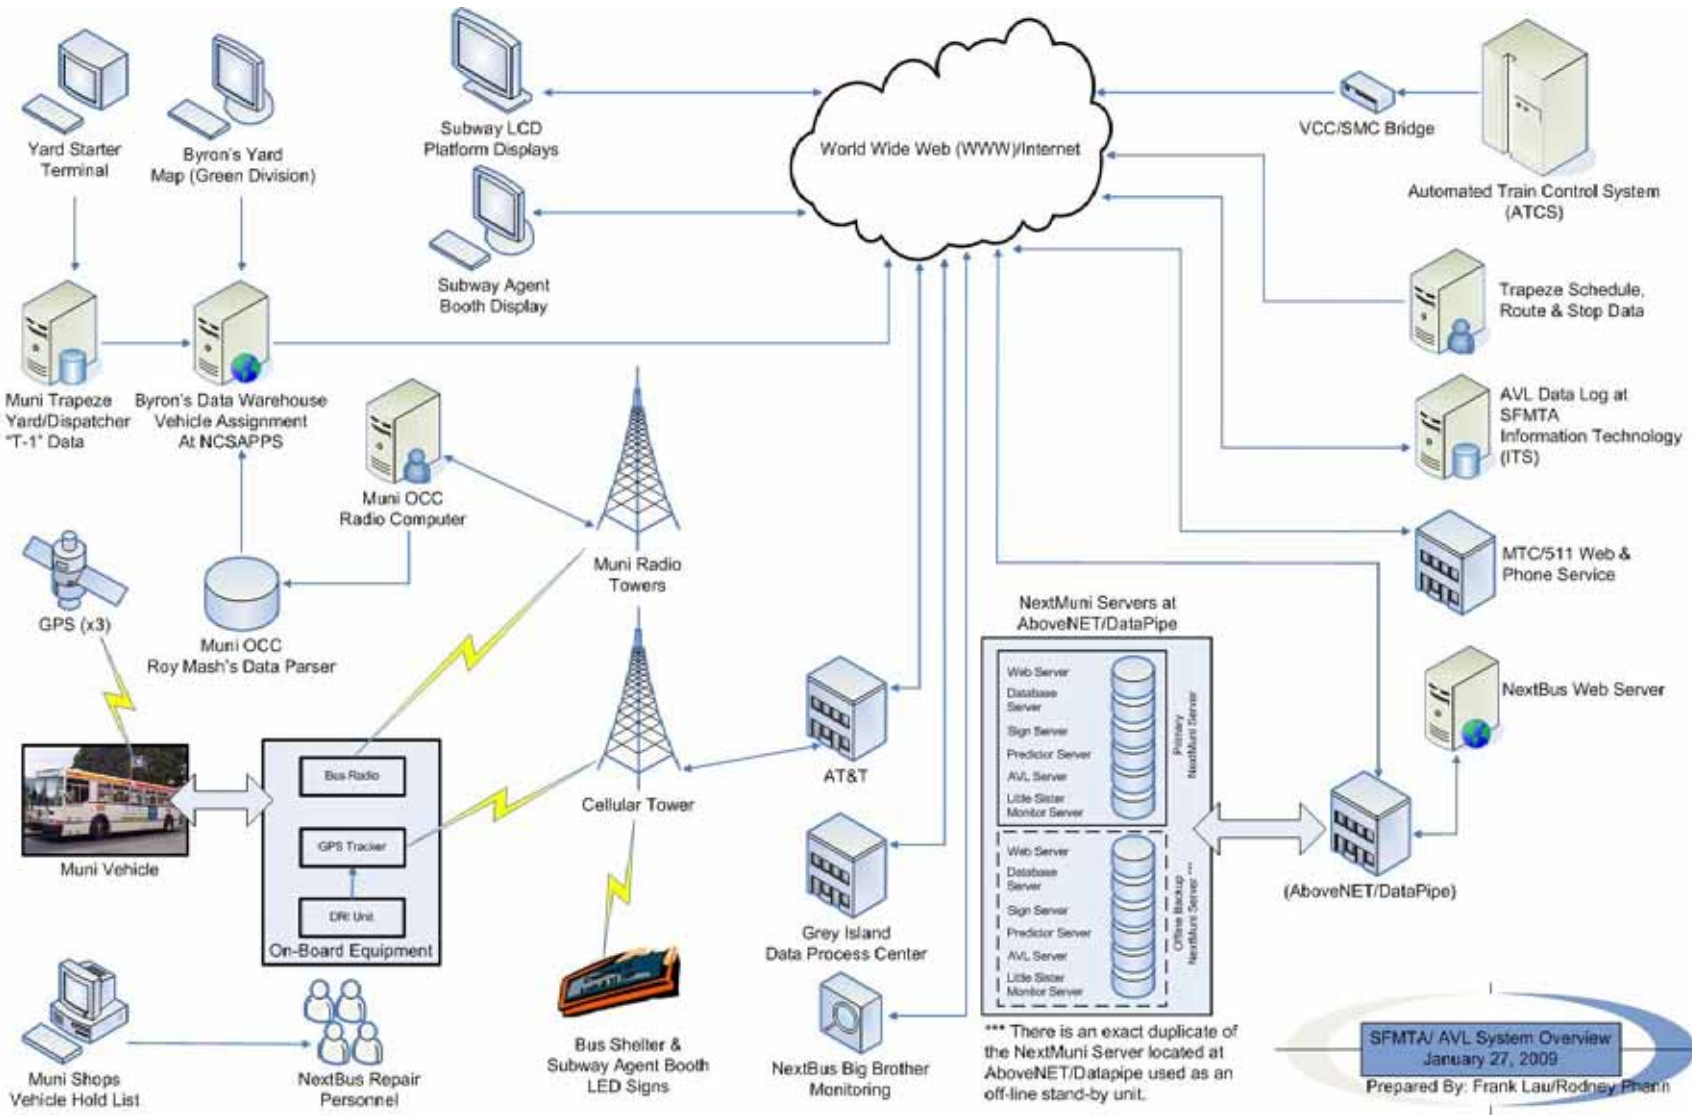 Yard Starter
Terminal
Byron's Yard
Map (Green Division)
Subway LCD
Platform Displays
World Wide Web (WWW)/Internet
VCC/SMC Bridge
Automated Train Control System
(ATCS)
Subway Agent
Booth Display
Trapeze Schedule,
Route & Stop Data
Muni Trapeze
Yard/Dispatcher
"T-1" Data
Byron's Data Warehouse
Vehicle Assignment
At NCSAPPS
AVL Data Log at
SFMTA
Information Technology
(ITS)
Muni OCC
Radio Computer
Muni Radio
Towers
MTC/511 Web &
Phone Service
GPS (x3)
Muni OCC
Roy Mash's Data Parser
NextMuni Servers at
AboveNET/DataPipe
Web Server
Database
Server
Sign Server
Predictor Server
AVL Server
Little Sister
Monitor Server
Primary
NextMuni Server
Web Server
Database
Server
Sign Server
Predictor Server
AVL Server
Little Sister
Monitor Server
Offline Backup
NextMuni Server ***
NextBus Web Server
(AboveNET/DataPipe)
Bus Radio
GPS Tracker
DRI Unit
On-Board Equipment
Muni Vehicle
Cellular Tower
AT&T
Grey Island
Data Process Center
NextBus Big Brother
Monitoring
Bus Shelter &
Subway Agent Booth
LED Signs
Muni Shops
Vehicle Hold List
NextBus Repair
Personnel
*** There is an exact duplicate of
the NextMuni Server located at
AboveNET/Datapipe used as an
off-line stand-by unit.
SFMTA/ AVL System Overview
January 27, 2009
Prepared By: Frank Lau/Rodney Phann